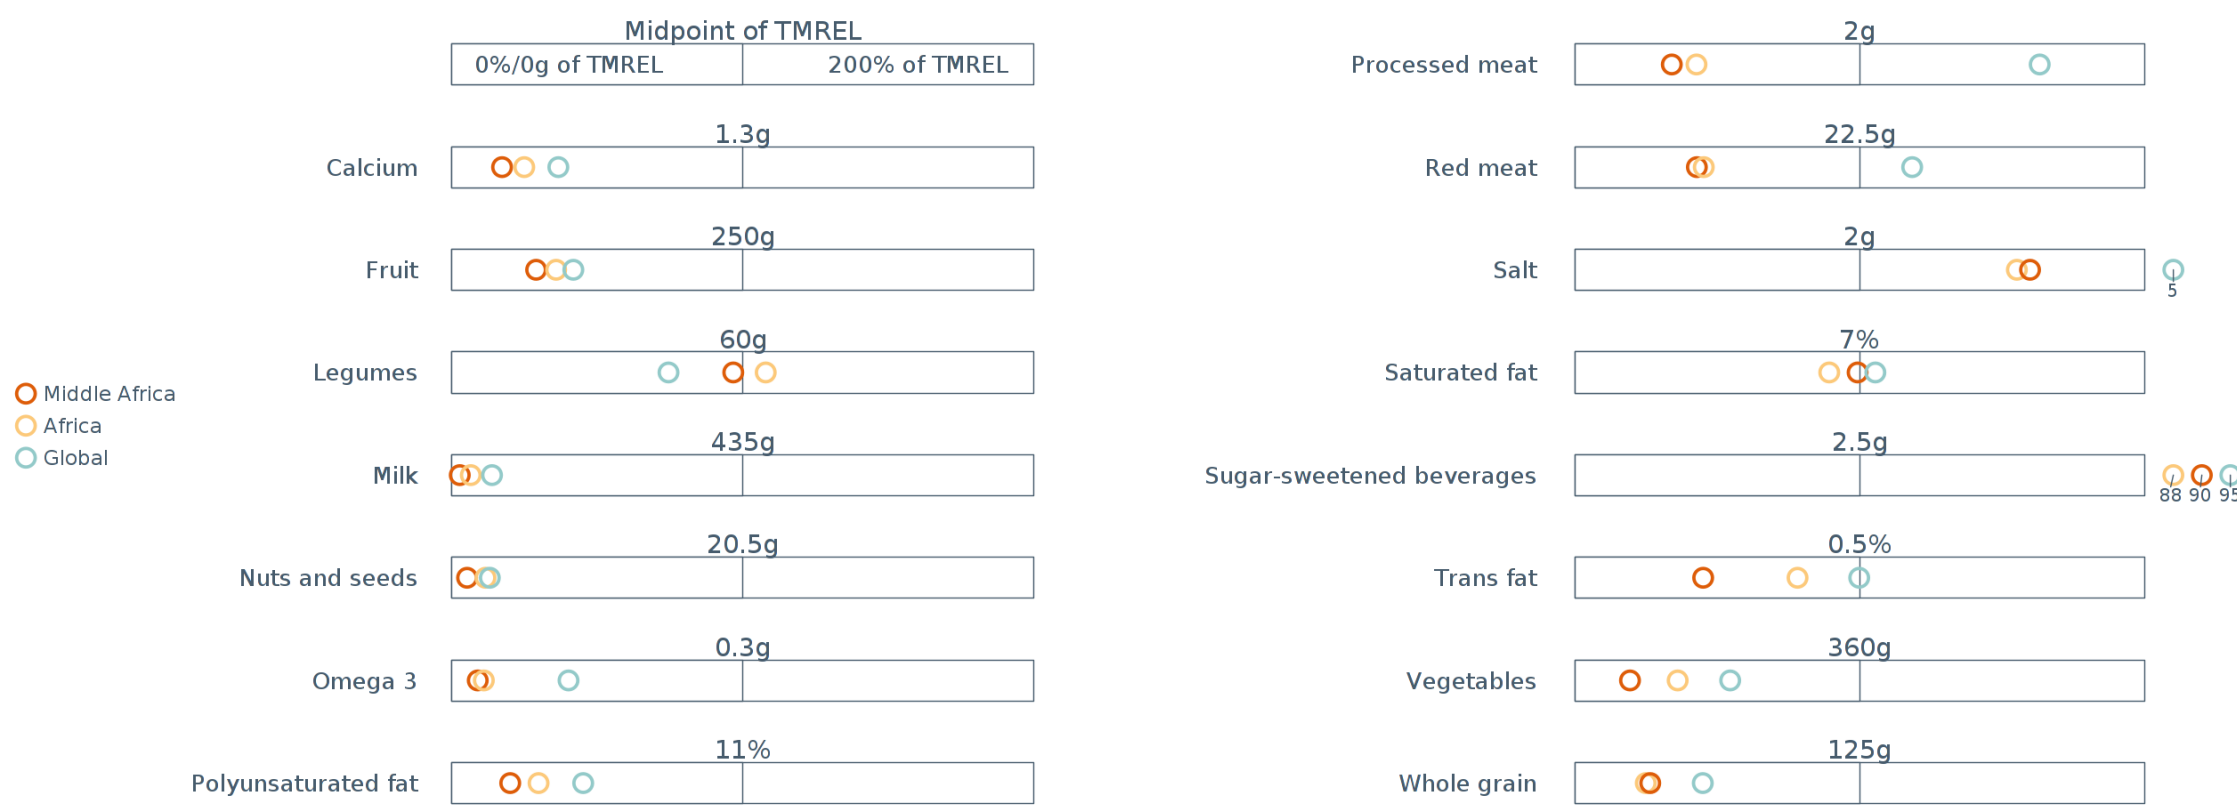 Midpoint of TMREL
0%/0g of TMREL
200% of TMREL
1.3g
Calcium
250g
Fruit
60g
Legumes
435g
Milk
20.5g
Nuts and seeds
0.3g
Omega 3
11%
Polyunsaturated fat
Middle Africa
Africa
Global
2g
Processed meat
22.5g
Red meat
2g
Salt
5
7%
Saturated fat
2.5g
Sugar-sweetened beverages
88 90 95
0.5%
Trans fat
360g
Vegetables
125g
Whole grain